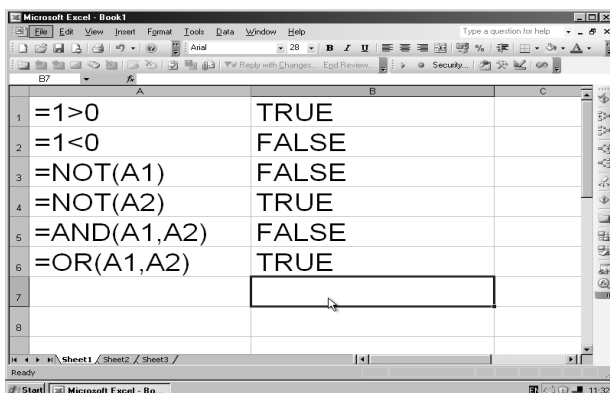 Microsoft Excel - Book1
File Edit View Insert Format Tools Data Window Help Type a question for help
Arial 28 B I U %
Reply with Changes... End Review... Security...
B7 fx
A B C
1 =1>0 TRUE
2 =1<0 FALSE
3 =NOT(A1) FALSE
4 =NOT(A2) TRUE
5 =AND(A1,A2) FALSE
6 =OR(A1,A2) TRUE
7
8
Sheet1 Sheet2 Sheet3
Ready
Start Microsoft Excel - Bo... EN 11:32